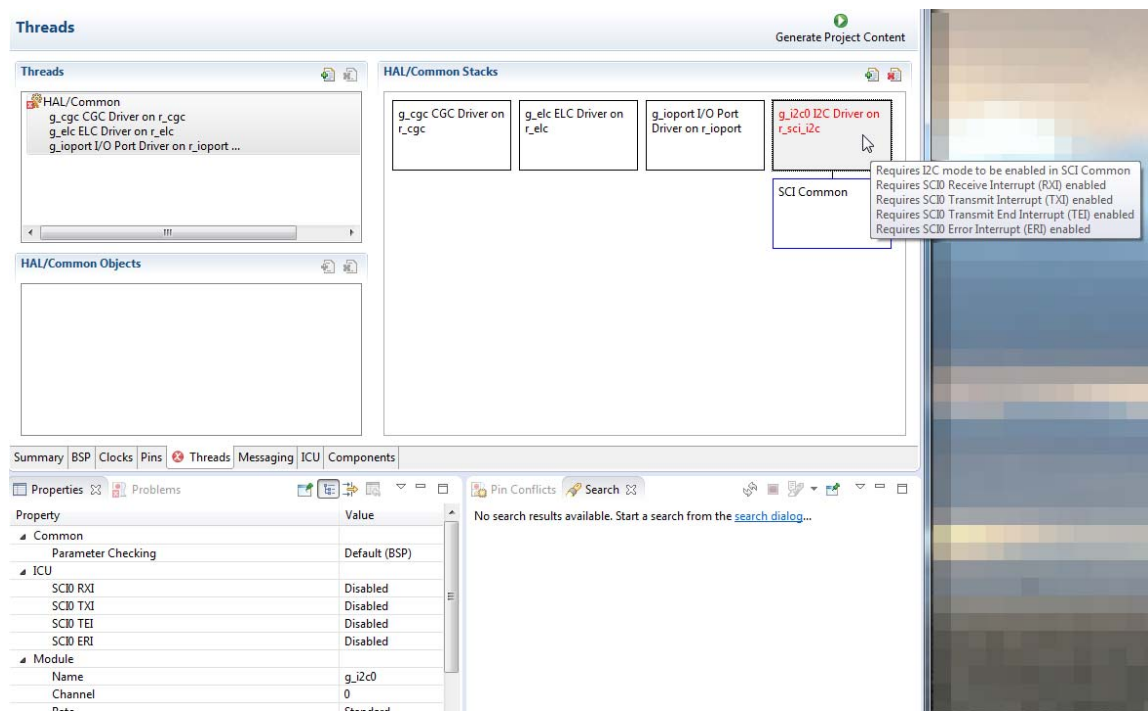 Threads
Generate Project Content
Threads
HAL/Common
g_cgc CGC Driver on r_cgc
g_elc ELC Driver on r_elc
g_ioport I/O Port Driver on r_ioport ...
HAL/Common Stacks
g_cgc CGC Driver on
r_cgc
g_elc ELC Driver on
r_elc
g_ioport I/O Port
Driver on r_ioport
g_i2c0 I2C Driver on
r_sci_i2c
SCI Common
Requires I2C mode to be enabled in SCI Common
Requires SCI0 Receive Interrupt (RXI) enabled
Requires SCI0 Transmit Interrupt (TXI) enabled
Requires SCI0 Transmit End Interrupt (TEI) enabled
Requires SCI0 Error Interrupt (ERI) enabled
HAL/Common Objects
Summary BSP Clocks Pins Threads Messaging ICU Components
Properties Problems
Property Value
Common
Parameter Checking Default (BSP)
ICU
SCI0 RXI Disabled
SCI0 TXI Disabled
SCI0 TEI Disabled
SCI0 ERI Disabled
Module
Name g_i2c0
Channel 0
Rate Standard
Pin Conflicts Search
No search results available. Start a search from the search dialog...